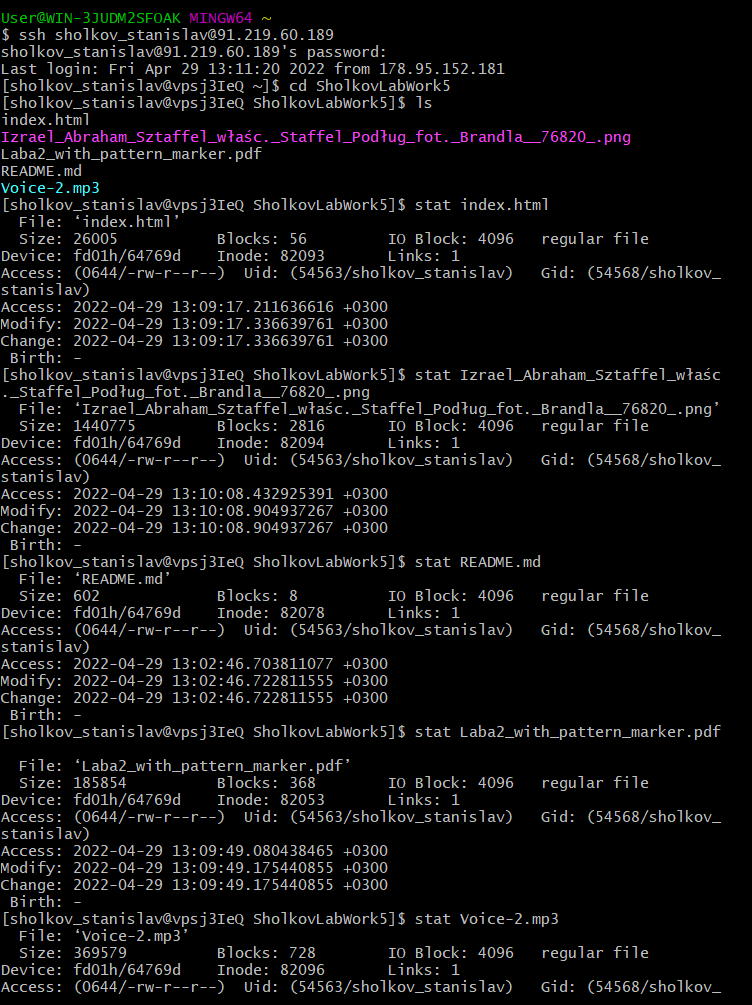 User@WIN-3JUDM2SFOAK MINGW64 ~
$ ssh sholkov_stanislav@91.219.60.189
sholkov_stanislav@91.219.60.189's password:
Last login: Fri Apr 29 13:11:20 2022 from 178.95.152.181
[sholkov_stanislav@vpsj3IeQ ~]$ cd SholkovLabWork5
[sholkov_stanislav@vpsj3IeQ SholkovLabWork5]$ ls
index.html
Izrael_Abraham_Sztaffel_właśc._Staffel_Podług_fot._Brandla__76820_.png
Laba2_with_pattern_marker.pdf
README.md
Voice-2.mp3
[sholkov_stanislav@vpsj3IeQ SholkovLabWork5]$ stat index.html
  File: ‘index.html’
  Size: 26005           Blocks: 56         IO Block: 4096   regular file
Device: fd01h/64769d    Inode: 82093       Links: 1
Access: (0644/-rw-r--r--)  Uid: (54563/sholkov_stanislav)   Gid: (54568/sholkov_
stanislav)
Access: 2022-04-29 13:09:17.211636616 +0300
Modify: 2022-04-29 13:09:17.336639761 +0300
Change: 2022-04-29 13:09:17.336639761 +0300
 Birth: -
[sholkov_stanislav@vpsj3IeQ SholkovLabWork5]$ stat Izrael_Abraham_Sztaffel_właśc
._Staffel_Podług_fot._Brandla__76820_.png
  File: ‘Izrael_Abraham_Sztaffel_właśc._Staffel_Podług_fot._Brandla__76820_.png’
  Size: 1440775         Blocks: 2816       IO Block: 4096   regular file
Device: fd01h/64769d    Inode: 82094       Links: 1
Access: (0644/-rw-r--r--)  Uid: (54563/sholkov_stanislav)   Gid: (54568/sholkov_
stanislav)
Access: 2022-04-29 13:10:08.432925391 +0300
Modify: 2022-04-29 13:10:08.904937267 +0300
Change: 2022-04-29 13:10:08.904937267 +0300
 Birth: -
[sholkov_stanislav@vpsj3IeQ SholkovLabWork5]$ stat README.md
  File: ‘README.md’
  Size: 602             Blocks: 8          IO Block: 4096   regular file
Device: fd01h/64769d    Inode: 82078       Links: 1
Access: (0644/-rw-r--r--)  Uid: (54563/sholkov_stanislav)   Gid: (54568/sholkov_
stanislav)
Access: 2022-04-29 13:02:46.703811077 +0300
Modify: 2022-04-29 13:02:46.722811555 +0300
Change: 2022-04-29 13:02:46.722811555 +0300
 Birth: -
[sholkov_stanislav@vpsj3IeQ SholkovLabWork5]$ stat Laba2_with_pattern_marker.pdf
  File: ‘Laba2_with_pattern_marker.pdf’
  Size: 185854          Blocks: 368        IO Block: 4096   regular file
Device: fd01h/64769d    Inode: 82053       Links: 1
Access: (0644/-rw-r--r--)  Uid: (54563/sholkov_stanislav)   Gid: (54568/sholkov_
stanislav)
Access: 2022-04-29 13:09:49.080438465 +0300
Modify: 2022-04-29 13:09:49.175440855 +0300
Change: 2022-04-29 13:09:49.175440855 +0300
 Birth: -
[sholkov_stanislav@vpsj3IeQ SholkovLabWork5]$ stat Voice-2.mp3
  File: ‘Voice-2.mp3’
  Size: 369579          Blocks: 728        IO Block: 4096   regular file
Device: fd01h/64769d    Inode: 82096       Links: 1
Access: (0644/-rw-r--r--)  Uid: (54563/sholkov_stanislav)   Gid: (54568/sholkov_